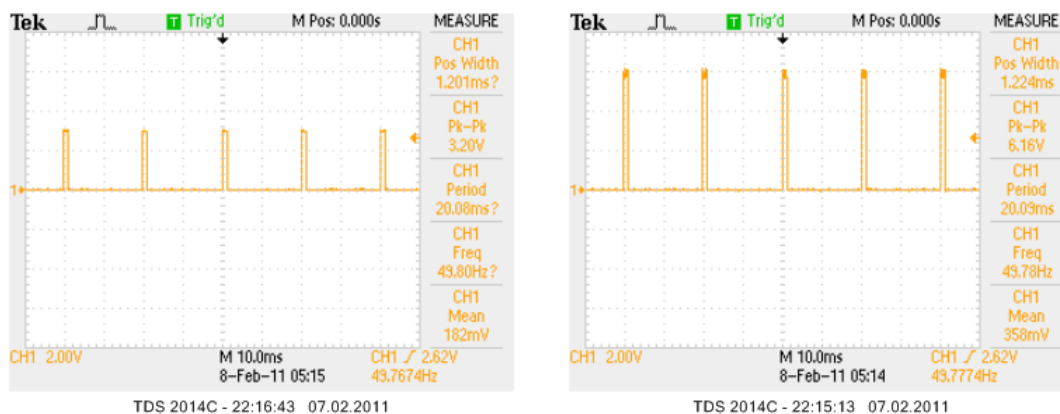 Tek T Trig'd M Pos: 0.000s MEASURE
CH1
Pos Width
1.201ms?
CH1
Pk-Pk
3.20V
CH1
Period
20.08ms?
CH1
Freq
49.80Hz?
CH1
Mean
182mV
1
CH1 2.00V M 10.0ms CH1 2.62V
8-Feb-11 05:15 49.7674Hz
TDS 2014C - 22:16:43 07.02.2011
Tek T Trig'd M Pos: 0.000s MEASURE
CH1
Pos Width
1.224ms
CH1
Pk-Pk
6.16V
CH1
Period
20.09ms
CH1
Freq
49.78Hz
CH1
Mean
358mV
1
CH1 2.00V M 10.0ms CH1 2.62V
8-Feb-11 05:14 49.7774Hz
TDS 2014C - 22:15:13 07.02.2011